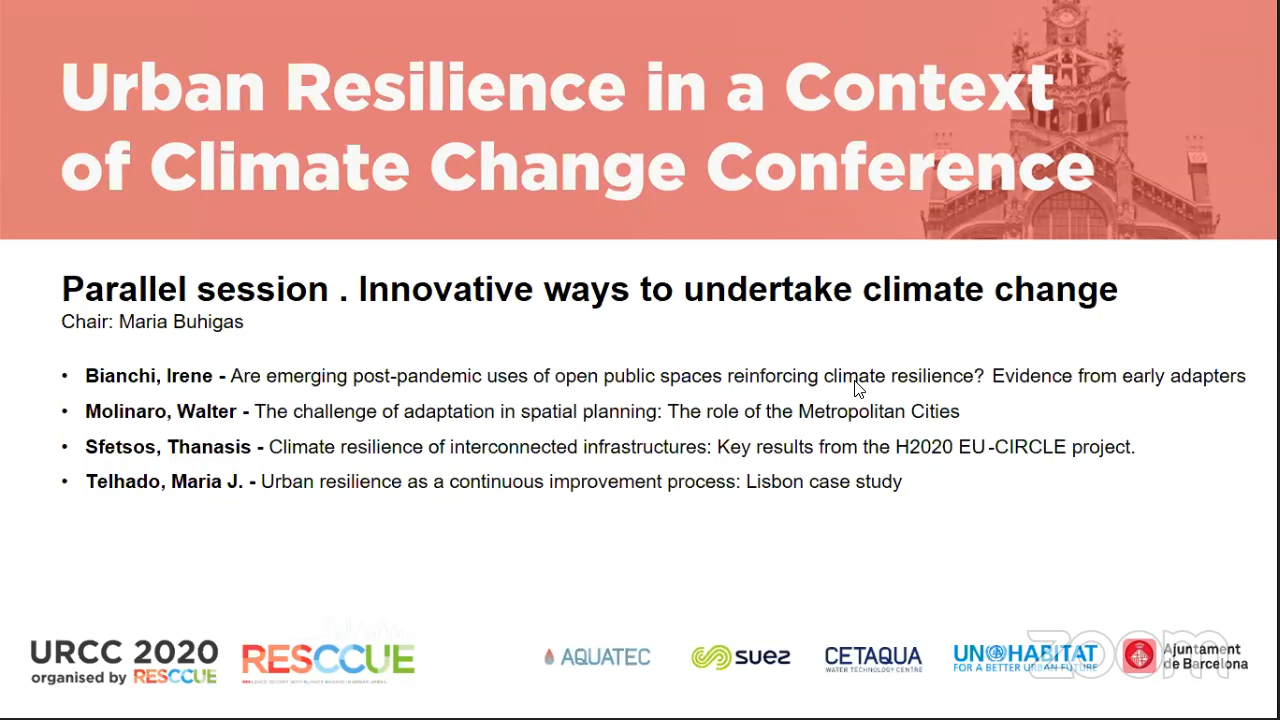 Urban Resilience in a Context
of Climate Change Conference
Parallel session . Innovative ways to undertake climate change
Chair: Maria Buhigas
• Bianchi, Irene - Are emerging post-pandemic uses of open public spaces reinforcing climate resilience? Evidence from early adapters
• Molinaro, Walter - The challenge of adaptation in spatial planning: The role of the Metropolitan Cities
• Sfetsos, Thanasis - Climate resilience of interconnected infrastructures: Key results from the H2020 EU-CIRCLE project.
• Telhado, Maria J. - Urban resilience as a continuous improvement process: Lisbon case study
URCC 2020
organised by RESCCUE
RESCCUE
AQUATEC
suez
CETAQUA
WATER TECHNOLOGY CENTRE
UN HABITAT
FOR A BETTER URBAN FUTURE
zoom
Ajuntament
de Barcelona